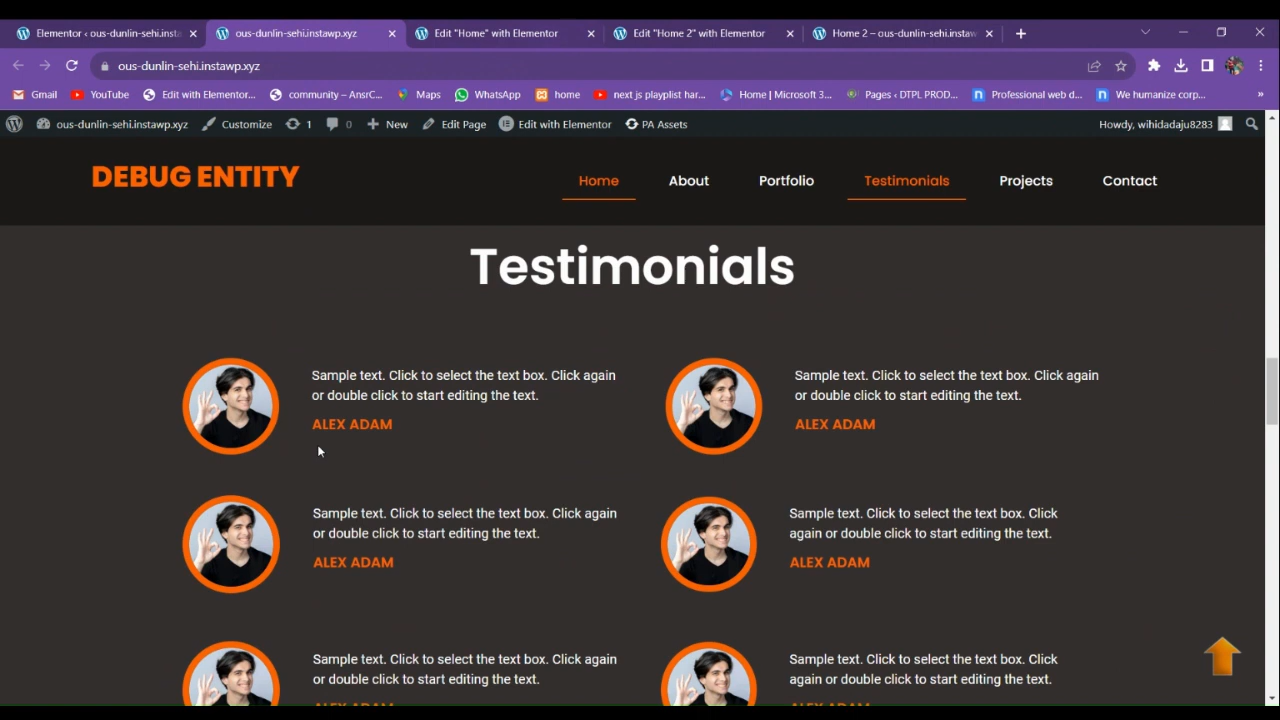 Elementor ‹ ous-dunlin-sehi.insta
ous-dunlin-sehi.instawp.xyz
Edit "Home" with Elementor
Edit "Home 2" with Elementor
Home 2 – ous-dunlin-sehi.instaw
ous-dunlin-sehi.instawp.xyz
Gmail
YouTube
Edit with Elementor...
community – AnsrC...
Maps
WhatsApp
home
next js playplist har...
Home | Microsoft 3...
Pages ‹ DTPL PROD...
Professional web d...
We humanize corp...
»
ous-dunlin-sehi.instawp.xyz
Customize
1
0
New
Edit Page
Edit with Elementor
PA Assets
Howdy, wihidadaju8283
DEBUG ENTITY
Home
About
Portfolio
Testimonials
Projects
Contact
Testimonials
Sample text. Click to select the text box. Click again
or double click to start editing the text.
ALEX ADAM
Sample text. Click to select the text box. Click again
or double click to start editing the text.
ALEX ADAM
Sample text. Click to select the text box. Click again
or double click to start editing the text.
ALEX ADAM
Sample text. Click to select the text box. Click
again or double click to start editing the text.
ALEX ADAM
Sample text. Click to select the text box. Click again
or double click to start editing the text.
ALEX ADAM
Sample text. Click to select the text box. Click
again or double click to start editing the text.
ALEX ADAM